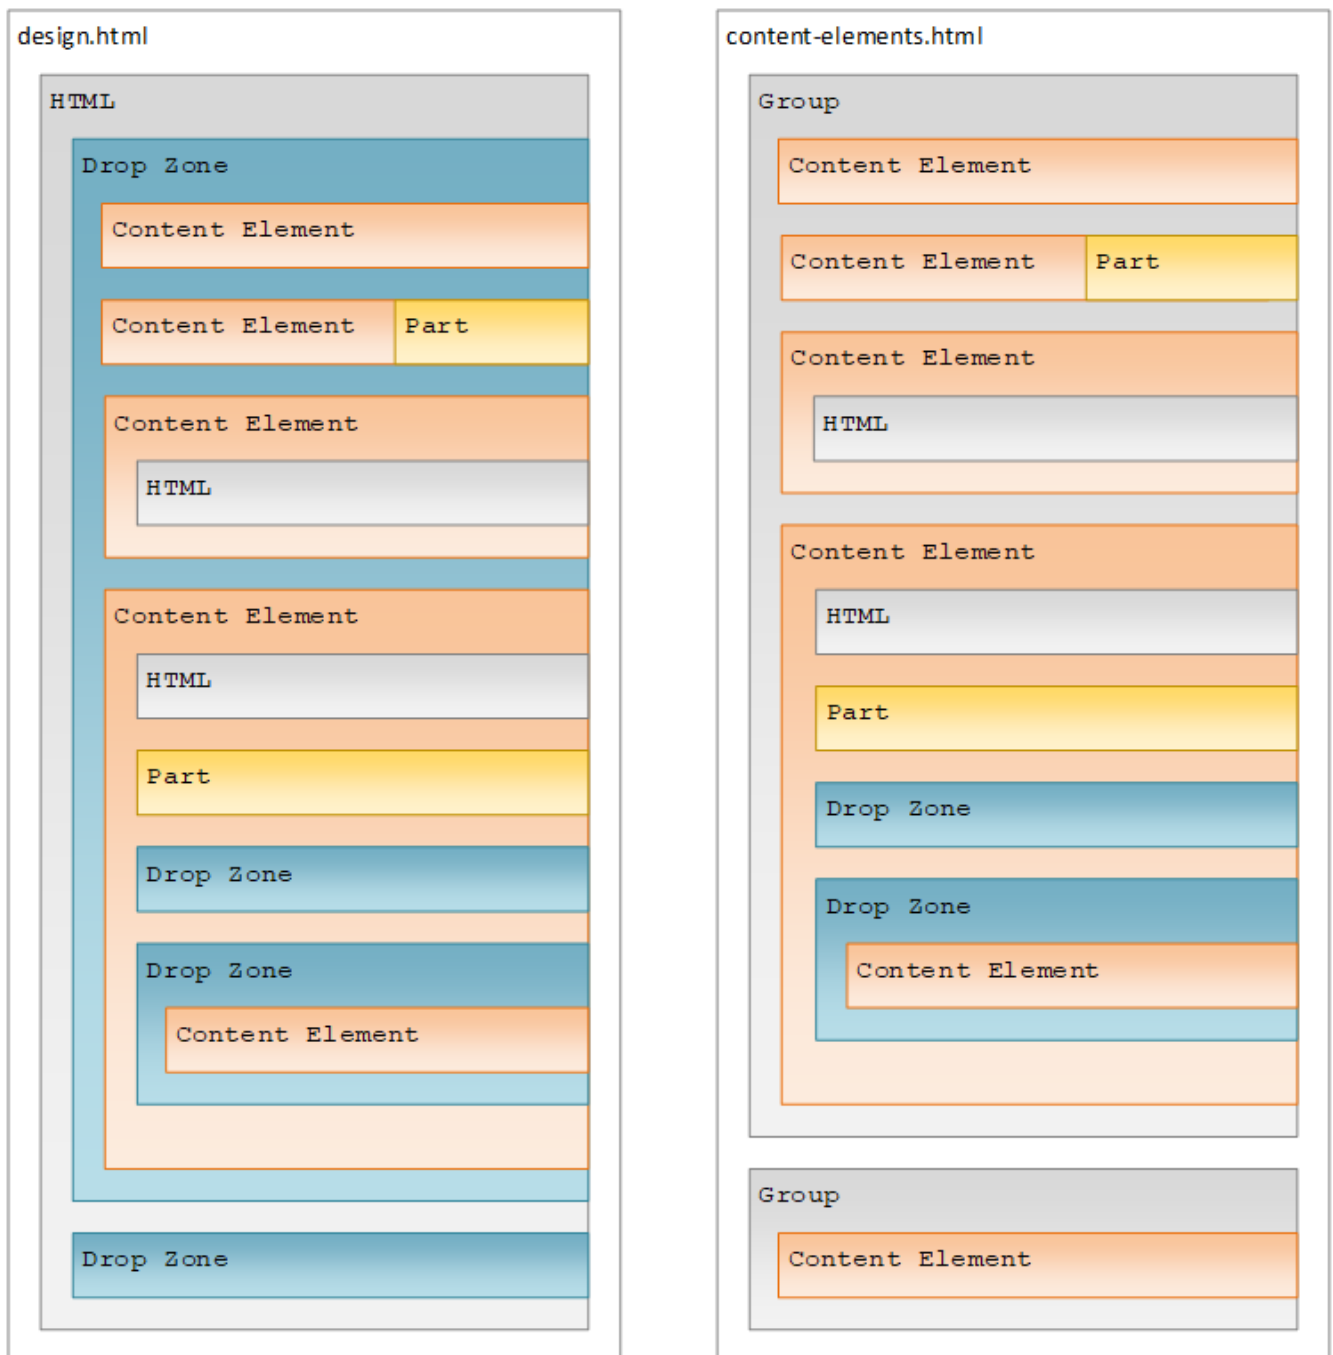 design.html
HTML
Drop Zone
Content Element
Content Element Part
Content Element
HTML
Content Element
HTML
Part
Drop Zone
Drop Zone
Content Element
Drop Zone
content-elements.html
Group
Content Element
Content Element Part
Content Element
HTML
Content Element
HTML
Part
Drop Zone
Drop Zone
Content Element
Group
Content Element